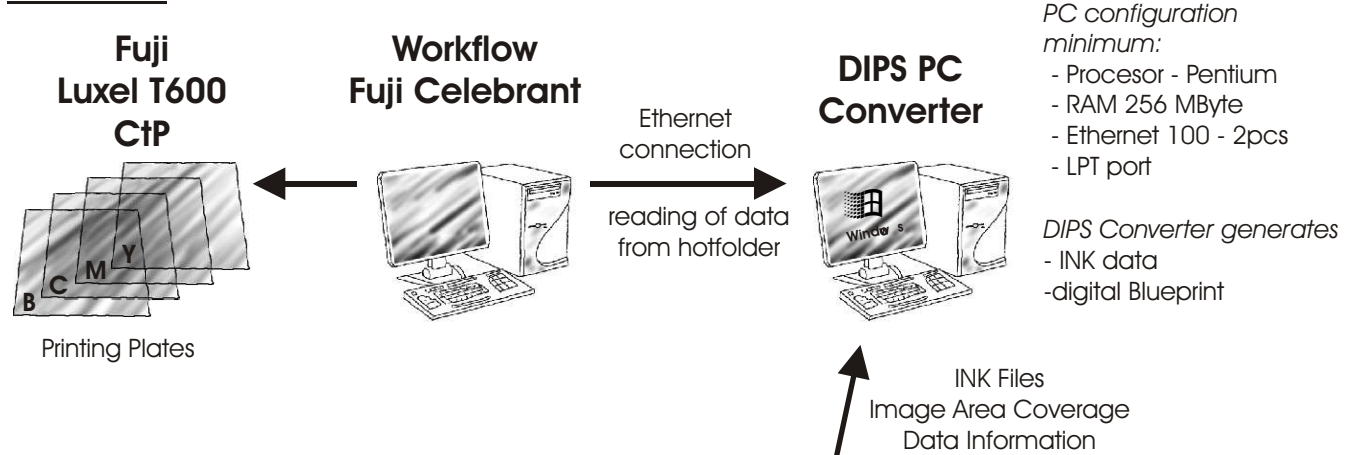 Fuji
Luxel T600
CtP
B
C
M
Y
Printing Plates
Workflow
Fuji Celebrant
Ethernet
connection
reading of data
from hotfolder
DIPS PC
Converter
Windows
PC configuration
minimum:
- Procesor - Pentium
- RAM 256 MByte
- Ethernet 100 - 2pcs
- LPT port
DIPS Converter generates
- INK data
-digital Blueprint
INK Files
Image Area Coverage
Data Information